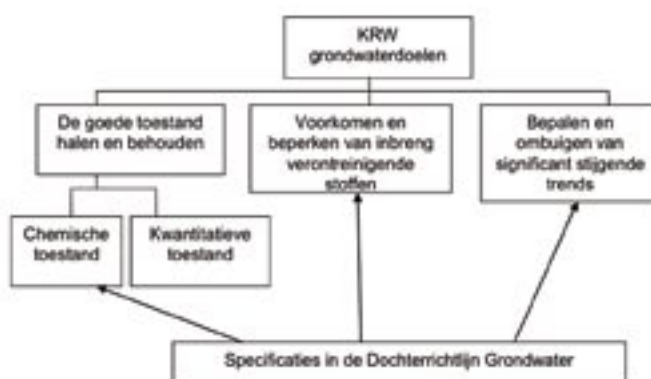 KRW
grondwaterdoelen
De goede toestand
halen en behouden
Voorkomen en
beperken van inbreng
verontreinigende
stoffen
Bepalen en
ombuigen van
significant stijgende
trends
Chemische
toestand
Kwantitatieve
toestand
Specificaties in de Dochterrichtlijn Grondwater